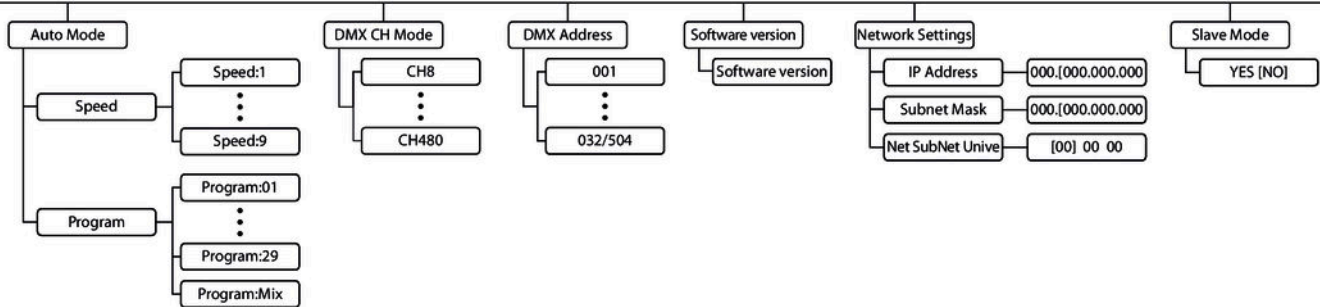 Auto Mode
Speed
Speed:1
Speed:9
Program
Program:01
Program:29
Program:Mix
DMX CH Mode
CH8
CH480
DMX Address
001
032/504
Software version
Software version
Network Settings
IP Address
000.[000.000.000
Subnet Mask
000.[000.000.000
Net SubNet Unive
[00] 00 00
Slave Mode
YES [NO]